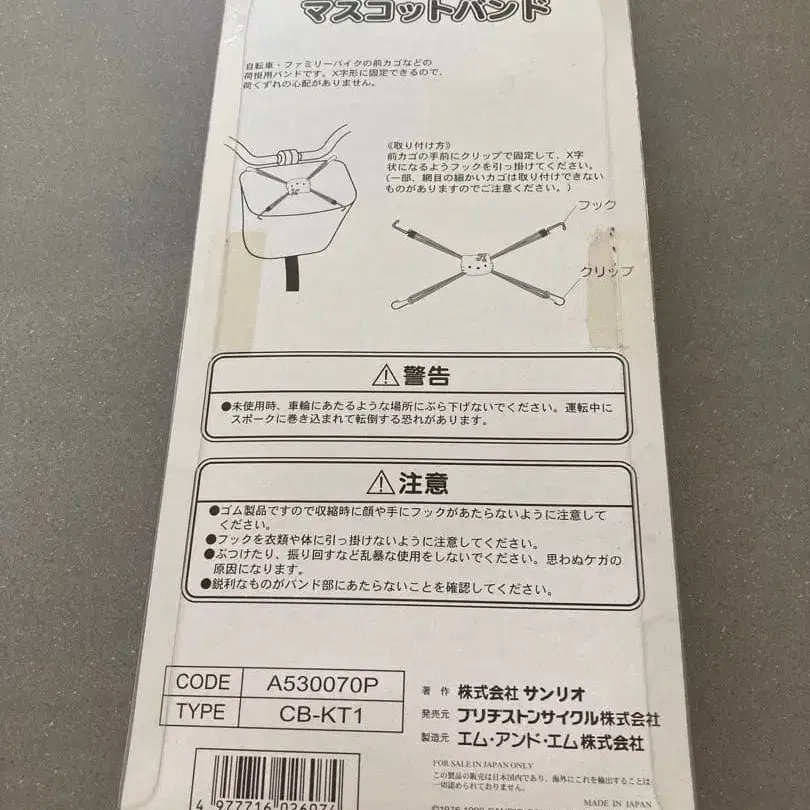 マスコットバンド
自転車・ファミリーバイクの前カゴなどの
荷掛用バンドです。X字形に固定できるので、
荷くずれの心配がありません。
《取り付け方》
前カゴの手前にクリップで固定して、X字
状になるようフックを引っ掛けてください。
(一部、網目の細かいカゴは取り付けできない
ものがありますのでご注意ください。)
フック
クリップ
⚠警告
●未使用時、車輪にあたるような場所にぶら下げないでください。運転中に
スポークに巻き込まれて転倒する恐れがあります。
⚠注意
●ゴム製品ですので収縮時に顔や手にフックがあたらないように注意して
ください。
●フックを衣類や体に引っ掛けないように注意してください。
●ぶつけたり、振り回すなど乱暴な使用をしないでください。思わぬケガの
原因になります。
●鋭利なものがバンド部にあたらないことを確認してください。
CODE A530070P
TYPE CB-KT1
著作 株式会社 サンリオ
発売元 ブリヂストンサイクル株式会社
製造元 エム・アンド・エム株式会社
FOR SALE IN JAPAN ONLY
この製品の販売は日本国内であり、海外にこれを輸出することは
一切認められておりません。
MADE IN JAPAN
4 977716 026074